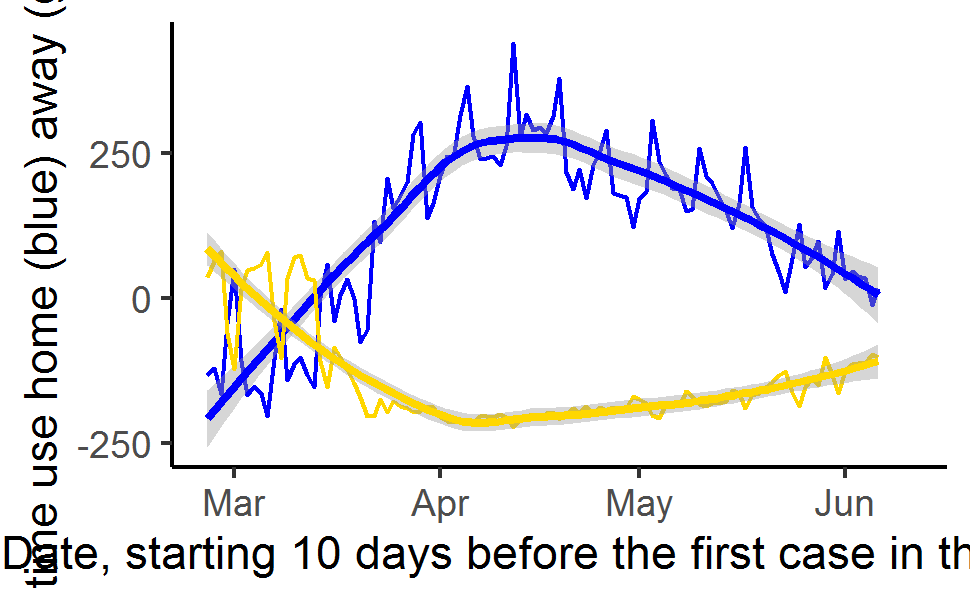 time use home (blue) away (
250
0
-250
Mar Apr May Jun
Date, starting 10 days before the first case in th